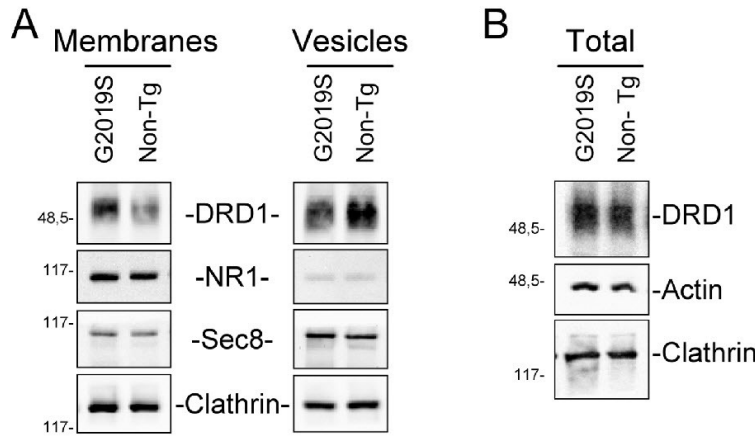 A
Membranes Vesicles
G2019S Non-Tg G2019S Non-Tg
48,5- -DRD1-
117- -NR1-
117- -Sec8-
117- -Clathrin-
B
Total
G2019S Non- Tg
48,5- -DRD1
48,5- -Actin
117- -Clathrin